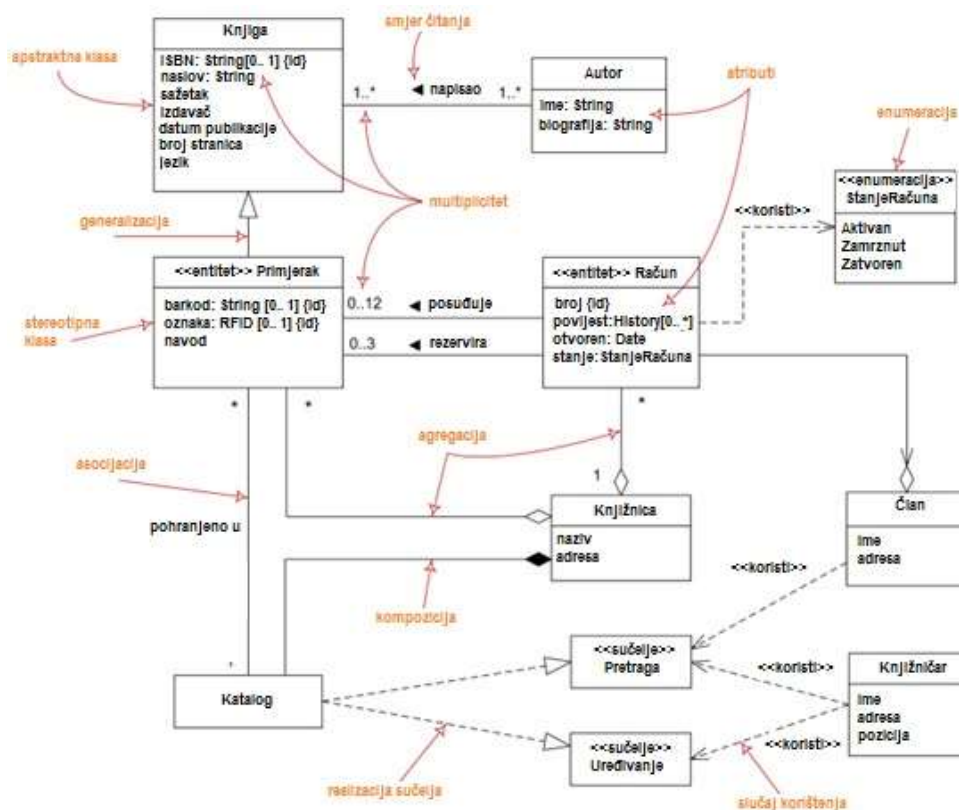 smjer čitanja
Knjiga
apstraktna klasa
ISBN: String[0.. 1] {id}
naslov: String
sažetak
izdavač
datum publikacije
broj stranica
jezik
1..*
◄ napisao
1..*
Autor
ime: String
biografija: String
atributi
enumeracija
<<enumeracija>>
StanjeRačuna
Aktivan
Zamrznut
Zatvoren
<<koristi>>
multiplicitet
generalizacija
<<entitet>> Primjerak
barkod: String [0.. 1] {id}
oznaka: RFID [0.. 1] {id}
navod
stereotipna
klasa
0..12
◄ posuđuje
0..3
◄ rezervira
<<entitet>> Račun
broj {id}
povijest:History[0.. *]
otvoren: Date
stanje:StanjeRačuna
*
*
*
agregacija
asocijacija
1
pohranjeno u
Knjižnica
naziv
adresa
Član
ime
adresa
<<koristi>>
kompozicija
<<sučelje>>
Pretraga
<<koristi>>
Knjižničar
ime
adresa
pozicija
Katalog
<<sučelje>>
Uređivanje
<<koristi>>
realizacija sučelja
slučaj korištenja